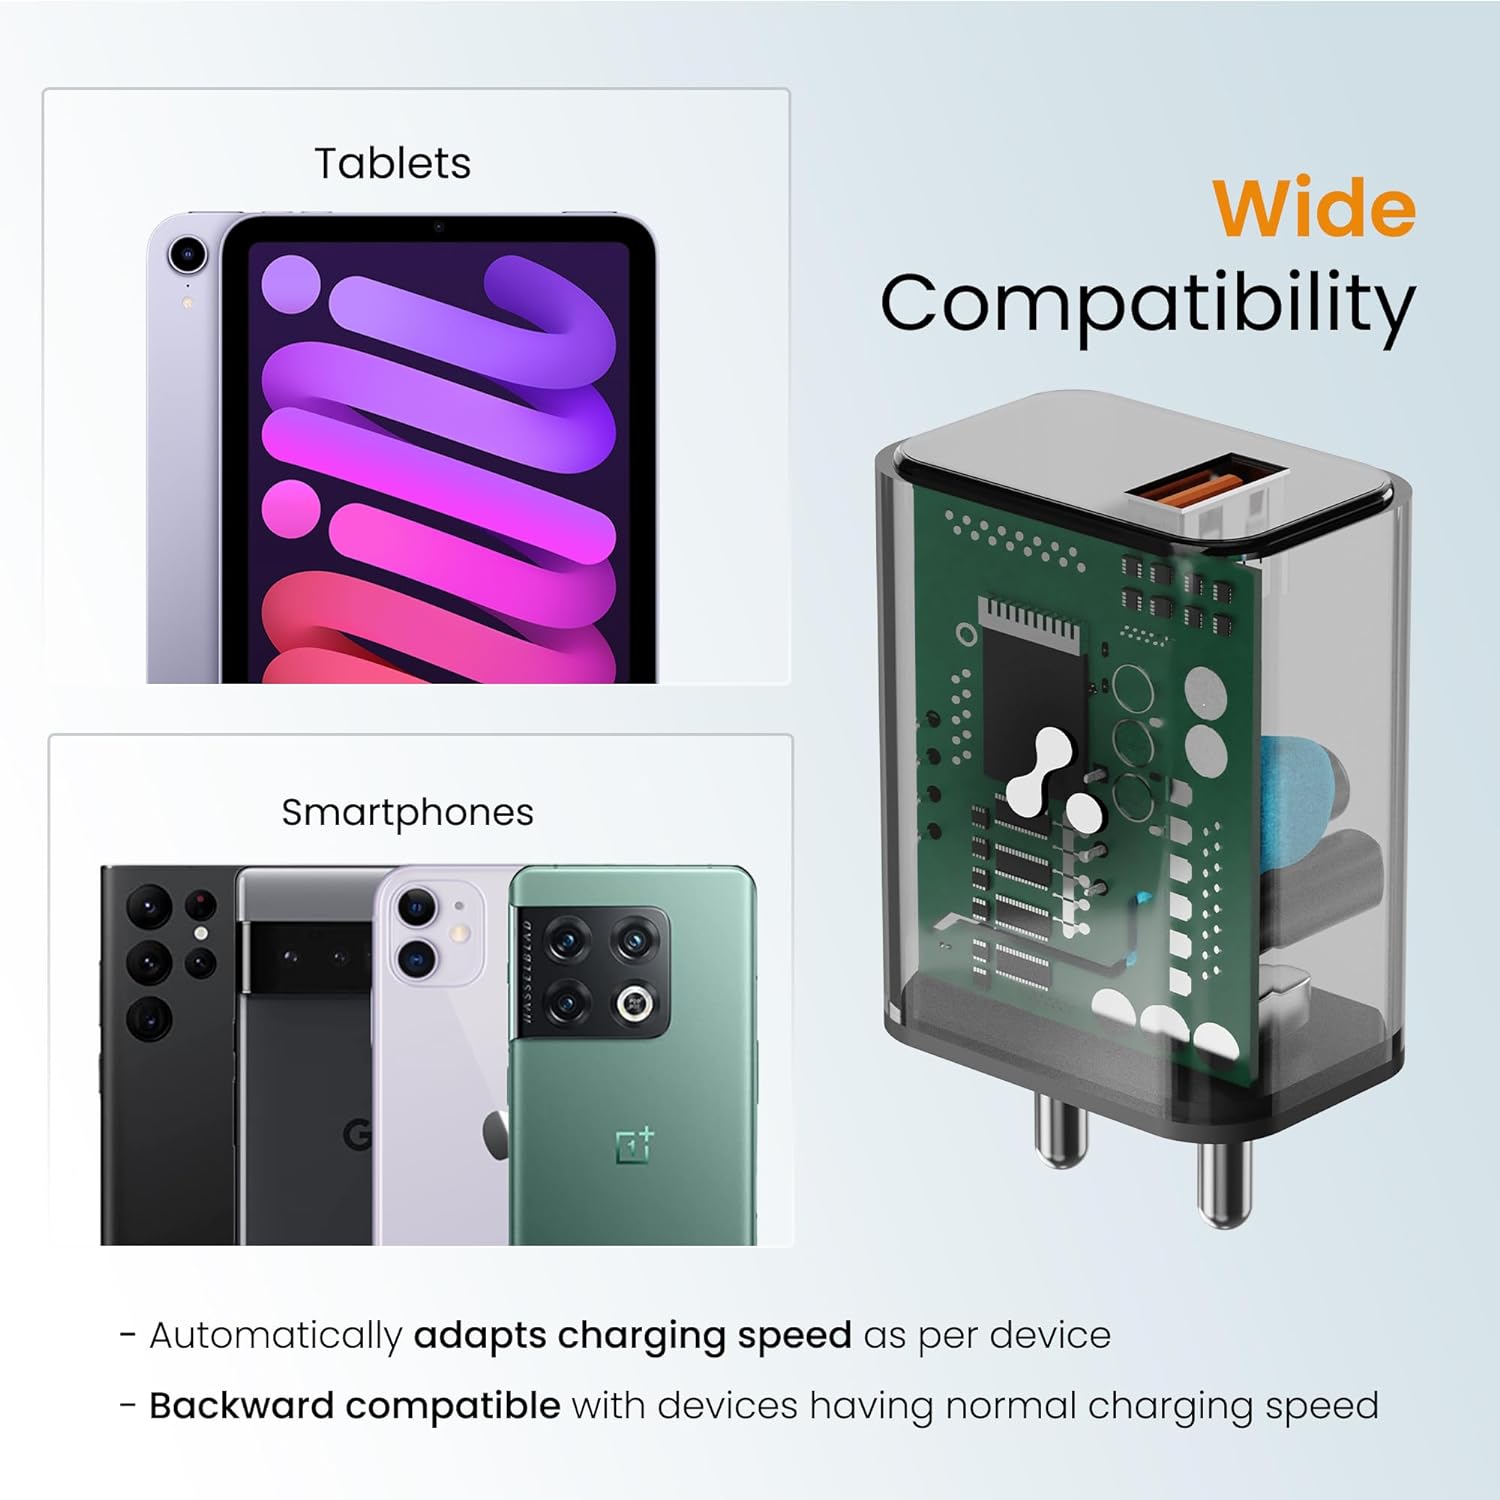 Tablets
Wide
Compatibility
Smartphones
HASSELBLAD
G
1+
- Automatically adapts charging speed as per device
- Backward compatible with devices having normal charging speed